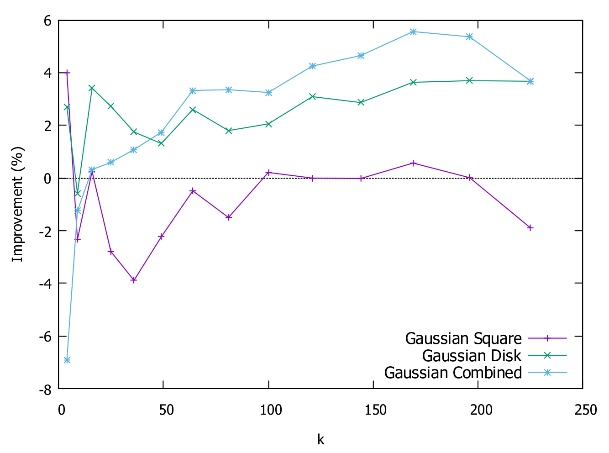 6
4
2
0
-2
-4
-6
-8
Improvement (%)
Gaussian Square
Gaussian Disk
Gaussian Combined
0 50 100 150 200 250
k